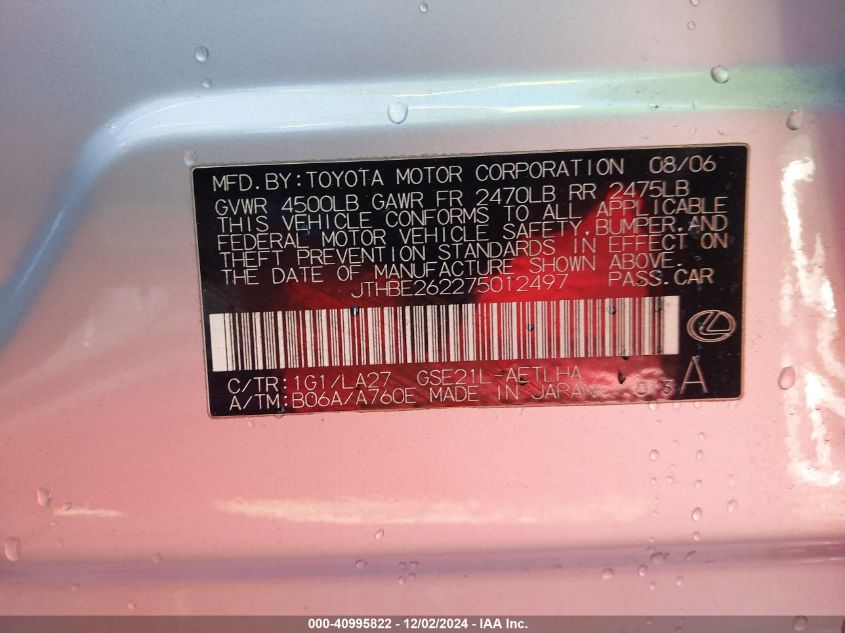 MFD.BY:TOYOTA MOTOR CORPORATION 08/06
GVWR 4500LB GAWR FR 2470LB RR 2475LB
THIS VEHICLE CONFORMS TO ALL APPLICABLE
FEDERAL MOTOR VEHICLE SAFETY,BUMPER,AND
THEFT PREVENTION STANDARDS IN EFFECT ON
THE DATE OF MANUFACTURE SHOWN ABOVE.
JTHBE262275012497 PASS.CAR
C/TR:1G1/LA27 GSE21L-AETLHA
A/TM:B06A/A760E MADE IN JAPAN A
000-40995822 - 12/02/2024 - IAA Inc.